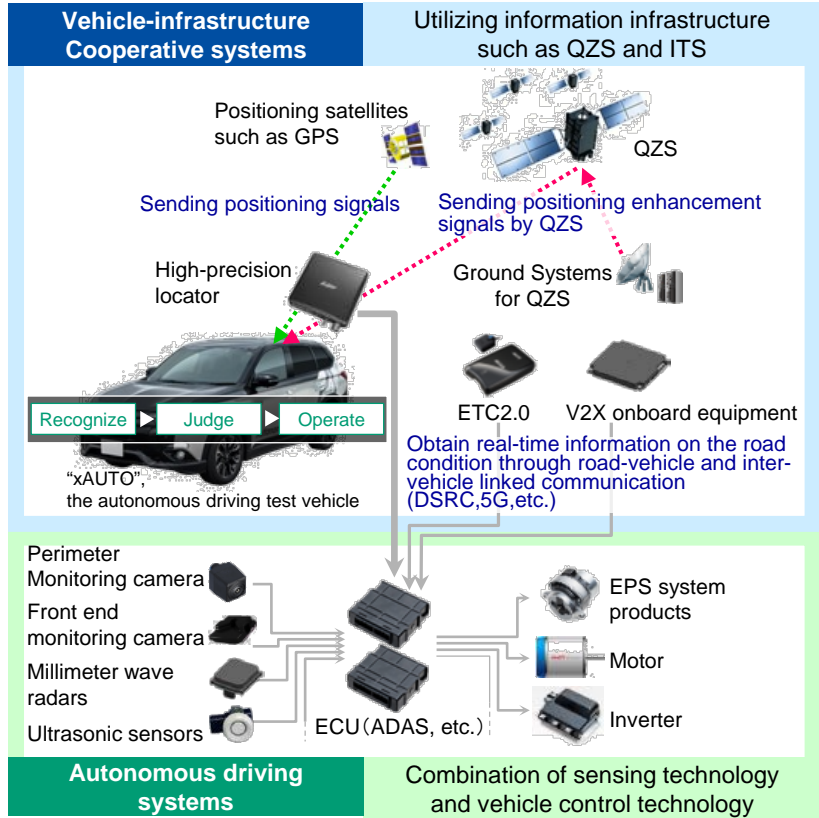 Vehicle-infrastructure
Cooperative systems
Utilizing information infrastructure
such as QZS and ITS
Positioning satellites
such as GPS
QZS
Sending positioning signals
Sending positioning enhancement
signals by QZS
High-precision
locator
Ground Systems
for QZS
Recognize
Judge
Operate
ETC2.0
V2X onboard equipment
"xAUTO",
the autonomous driving test vehicle
Obtain real-time information on the road
condition through road-vehicle and inter-
vehicle linked communication
(DSRC,5G,etc.)
Perimeter
Monitoring camera
Front end
monitoring camera
Millimeter wave
radars
Ultrasonic sensors
ECU(ADAS, etc.)
EPS system
products
Motor
Inverter
Autonomous driving
systems
Combination of sensing technology
and vehicle control technology